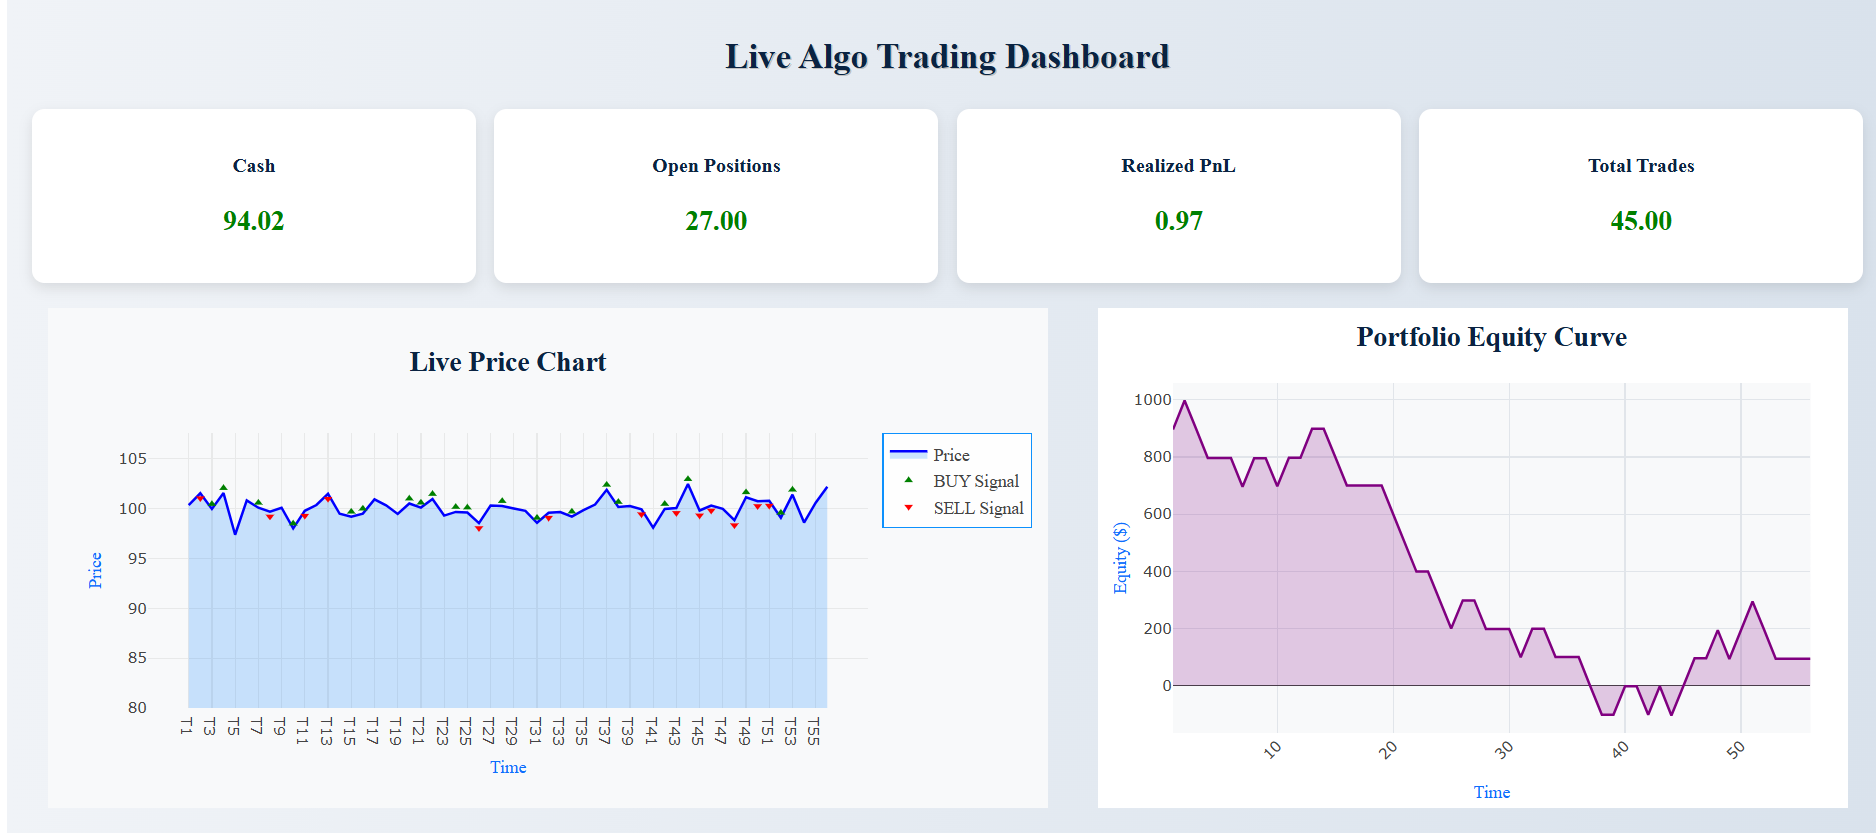 Live Algo Trading Dashboard
Cash
94.02
Open Positions
27.00
Realized PnL
0.97
Total Trades
45.00
Live Price Chart
105
100
95
90
85
80
Price
T1
T3
T5
T7
T9
T11
T13
T15
T17
T19
T21
T23
T25
T27
T29
T31
T33
T35
T37
T39
T41
T43
T45
T47
T49
T51
T53
T55
Time
Price
BUY Signal
SELL Signal
Portfolio Equity Curve
1000
800
600
400
200
0
Equity ($)
10
20
30
40
50
Time